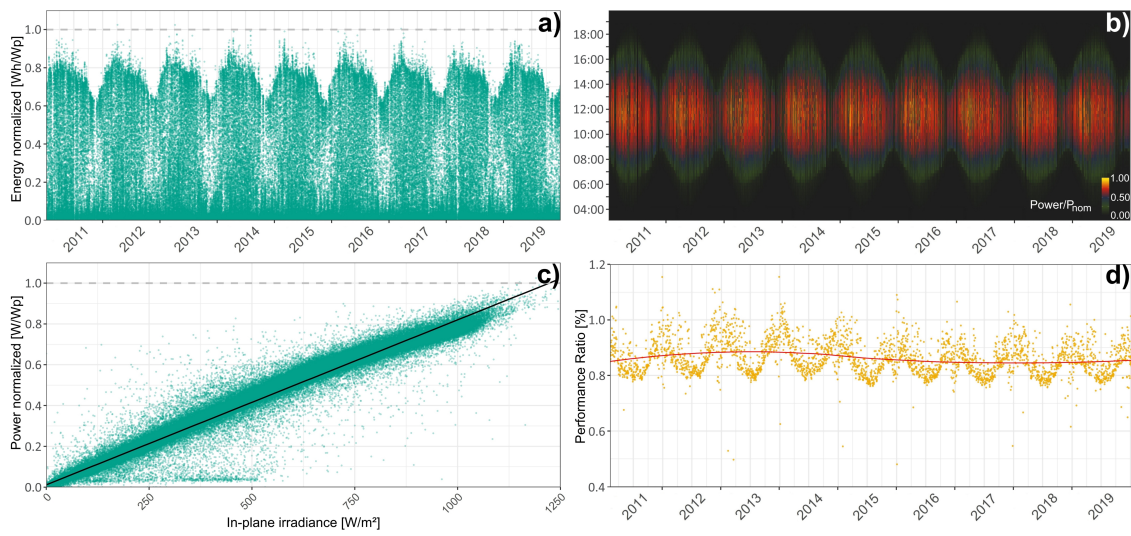 a)
Energy normalized [Wh/Wp]
1.0
0.8
0.6
0.4
0.2
0.0
2011 2012 2013 2014 2015 2016 2017 2018 2019
b)
18:00
16:00
14:00
12:00
10:00
08:00
06:00
04:00
Power/Pnom
1.00
0.50
0.00
2011 2012 2013 2014 2015 2016 2017 2018 2019
c)
Power normalized [W/Wp]
1.0
0.8
0.6
0.4
0.2
0.0
0 250 500 750 1000 1250
In-plane irradiance [W/m²]
d)
Performance Ratio [%]
1.2
1.0
0.8
0.6
0.4
2011 2012 2013 2014 2015 2016 2017 2018 2019